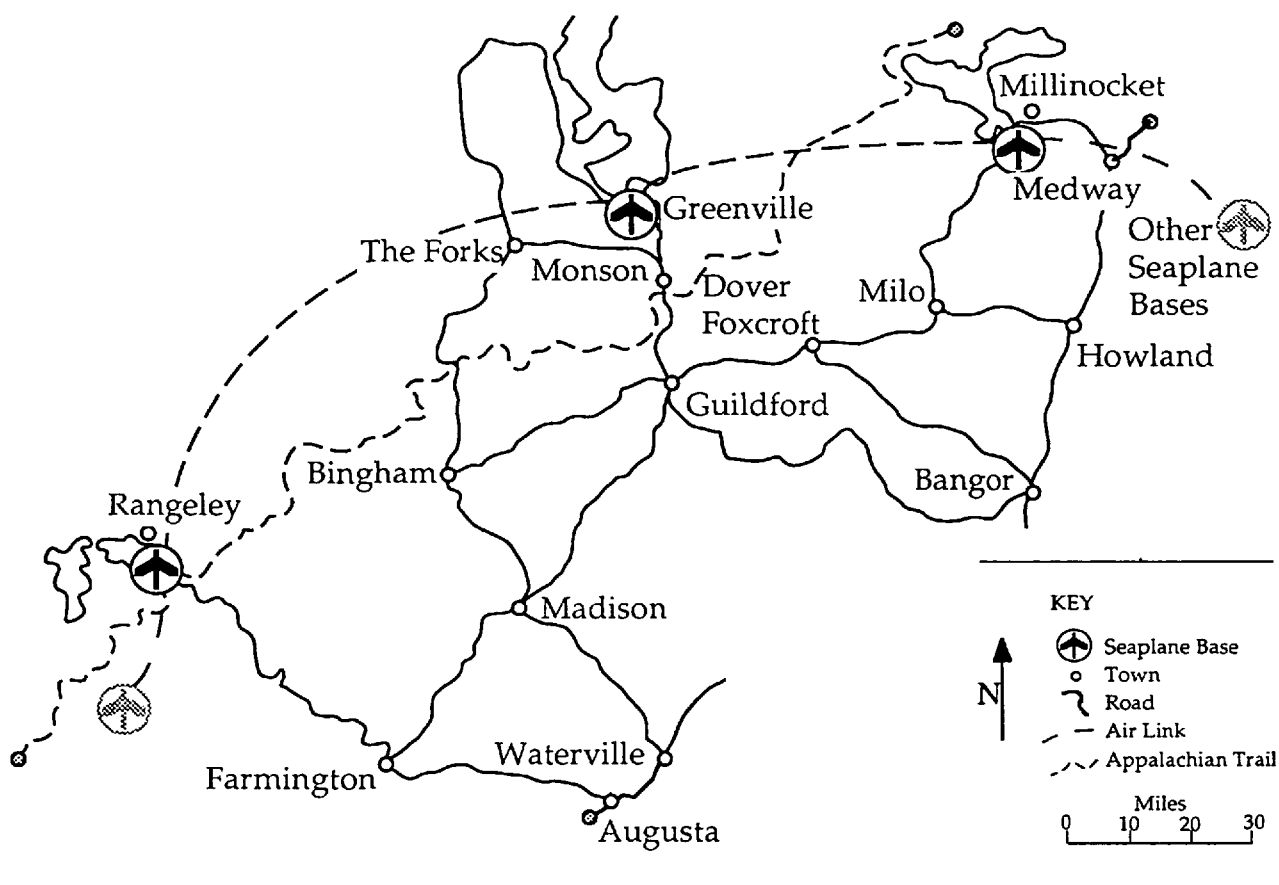 Millinocket
Medway
Greenville
The Forks
Monson
Other
Seaplane
Bases
Dover
Foxcroft
Milo
Howland
Guildford
Bingham
Bangor
Rangeley
Madison
Waterville
Farmington
Augusta
KEY
Seaplane Base
Town
Road
Air Link
Appalachian Trail
N
Miles
0 10 20 30